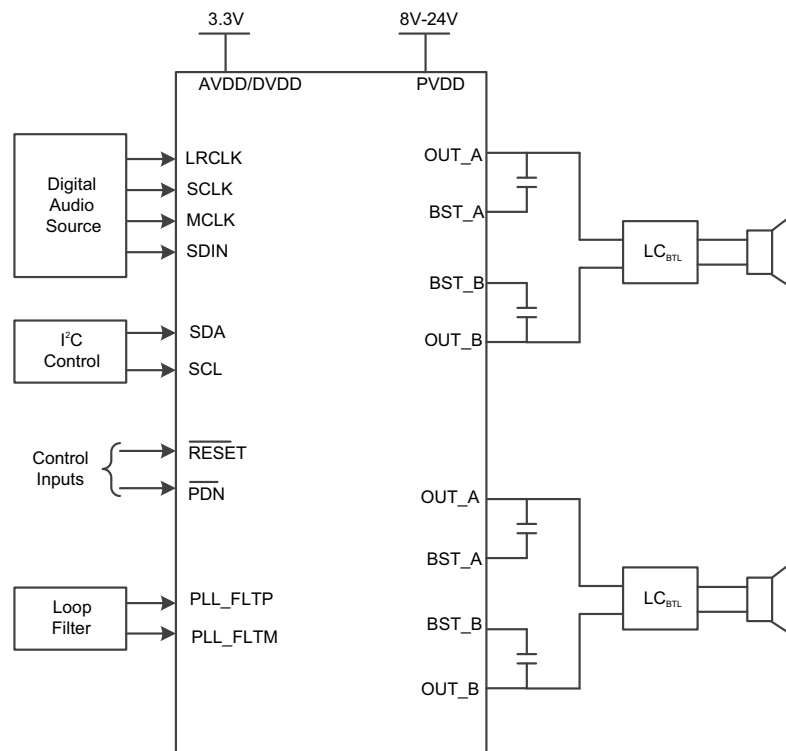 3.3V
8V-24V
AVDD/DVDD
PVDD
Digital
Audio
Source
LRCLK
SCLK
MCLK
SDIN
OUT_A
BST_A
BST_B
OUT_B
LC_BTL
I²C
Control
SDA
SCL
Control
Inputs
RESET
PDN
OUT_A
BST_A
BST_B
OUT_B
LC_BTL
Loop
Filter
PLL_FLTP
PLL_FLTM